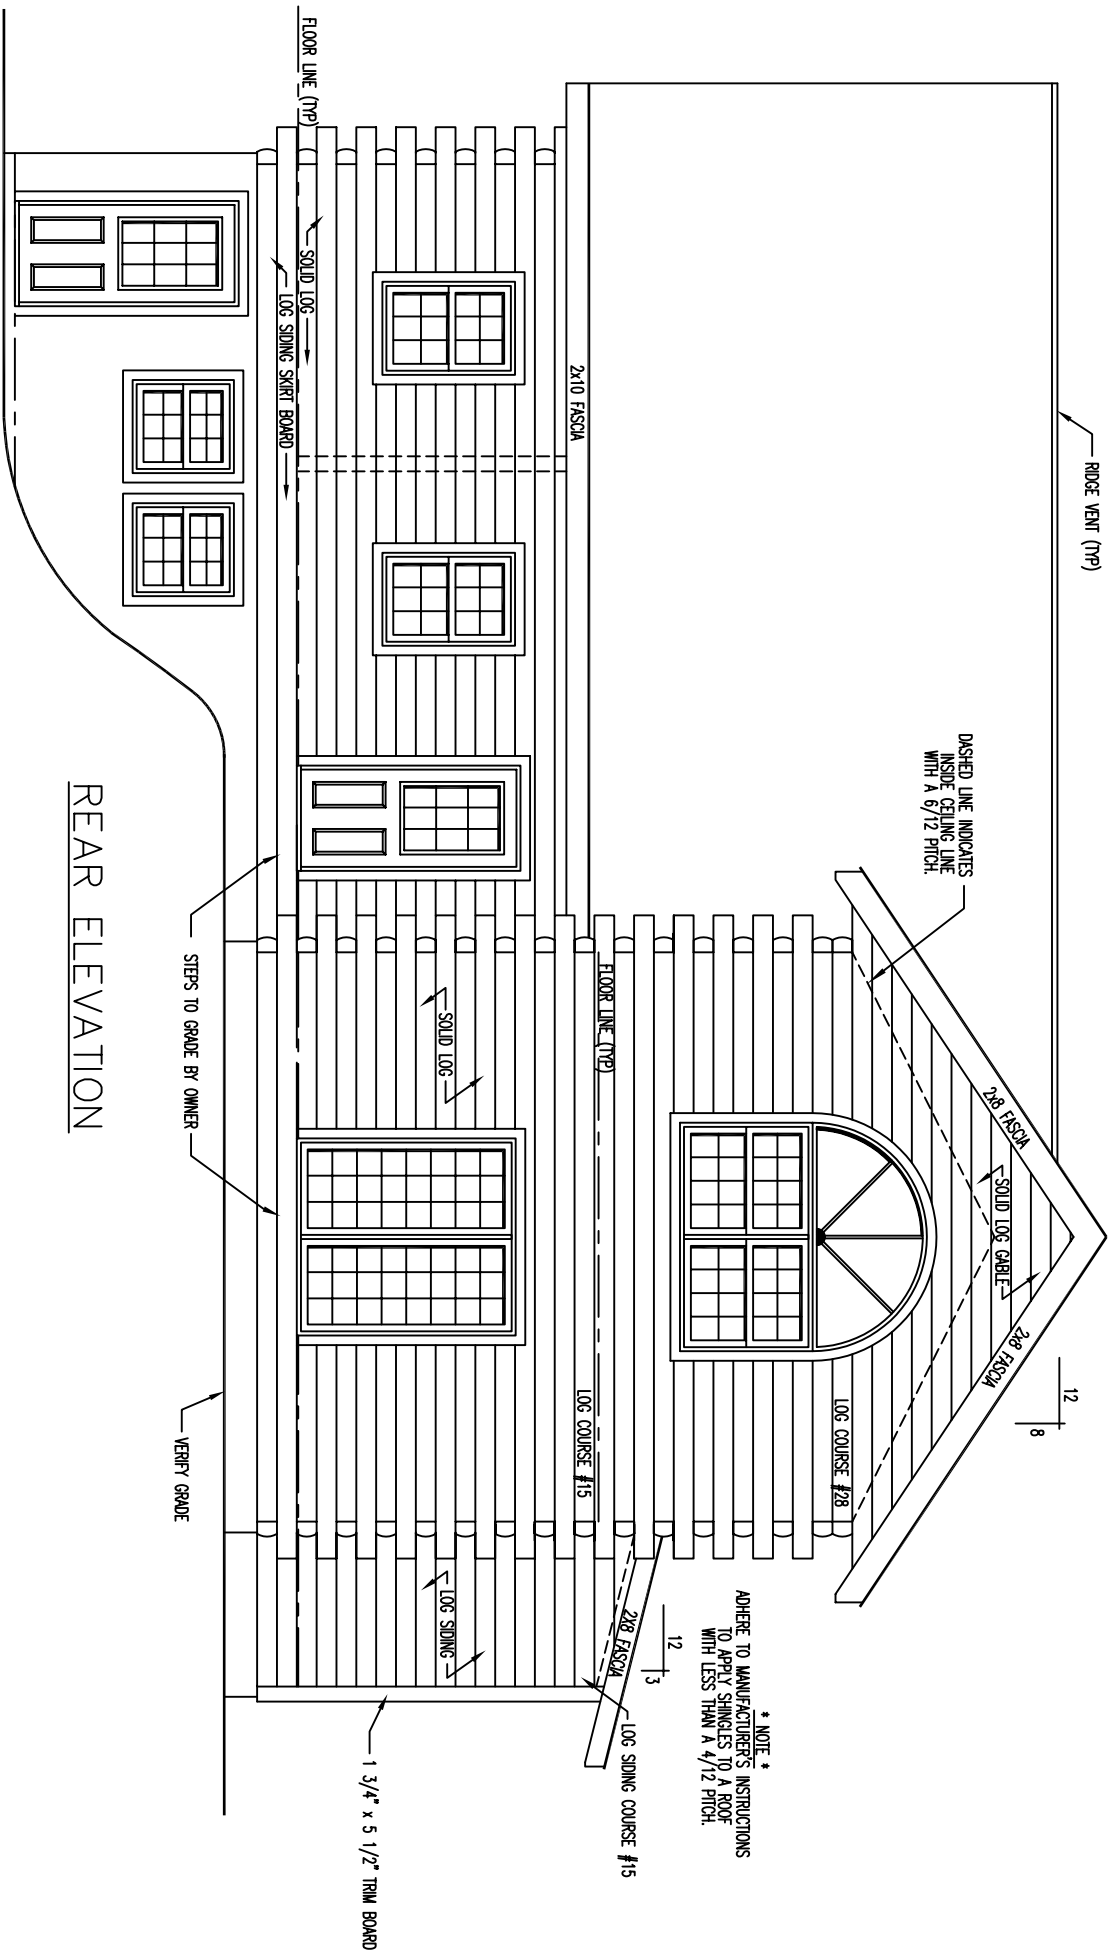 RIDGE VENT (TYP)
DASHED LINE INDICATES
INSIDE CEILING LINE
WITH A 6/12 PITCH.
2x8 FASCIA
SOLID LOG GABLE
2x8 FASCIA
12
8
LOG COURSE #28
* NOTE *
ADHERE TO MANUFACTURER'S INSTRUCTIONS
TO APPLY SHINGLES TO A ROOF
WITH LESS THAN A 4/12 PITCH.
12
3
2X8 FASCIA
LOG SIDING COURSE #15
2x10 FASCIA
FLOOR LINE (TYP)
LOG COURSE #15
SOLID LOG
LOG SIDING
FLOOR LINE (TYP)
SOLID LOG
LOG SIDING SKIRT BOARD
1 3/4" x 5 1/2" TRIM BOARD
STEPS TO GRADE BY OWNER
VERIFY GRADE
REAR ELEVATION